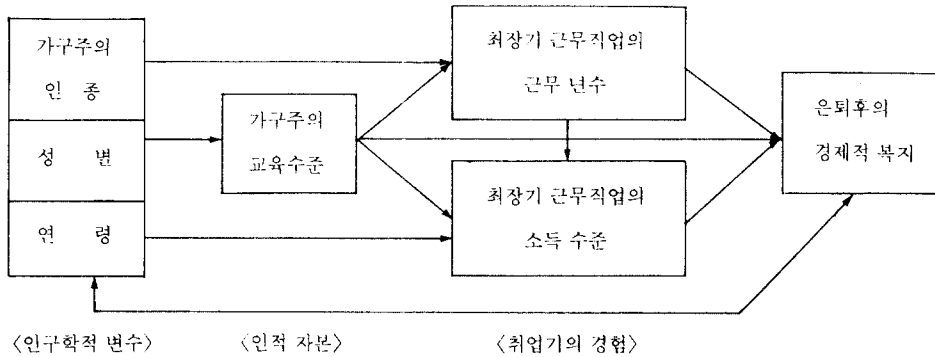 가구주의
인 종
성 별
연 령
가구주의
교육수준
최장기 근무직업의
근무 년수
최장기 근무직업의
소득 수준
은퇴후의
경제적 복지
〈인구학적 변수〉 〈인적 자본〉 〈취업기의 경험〉